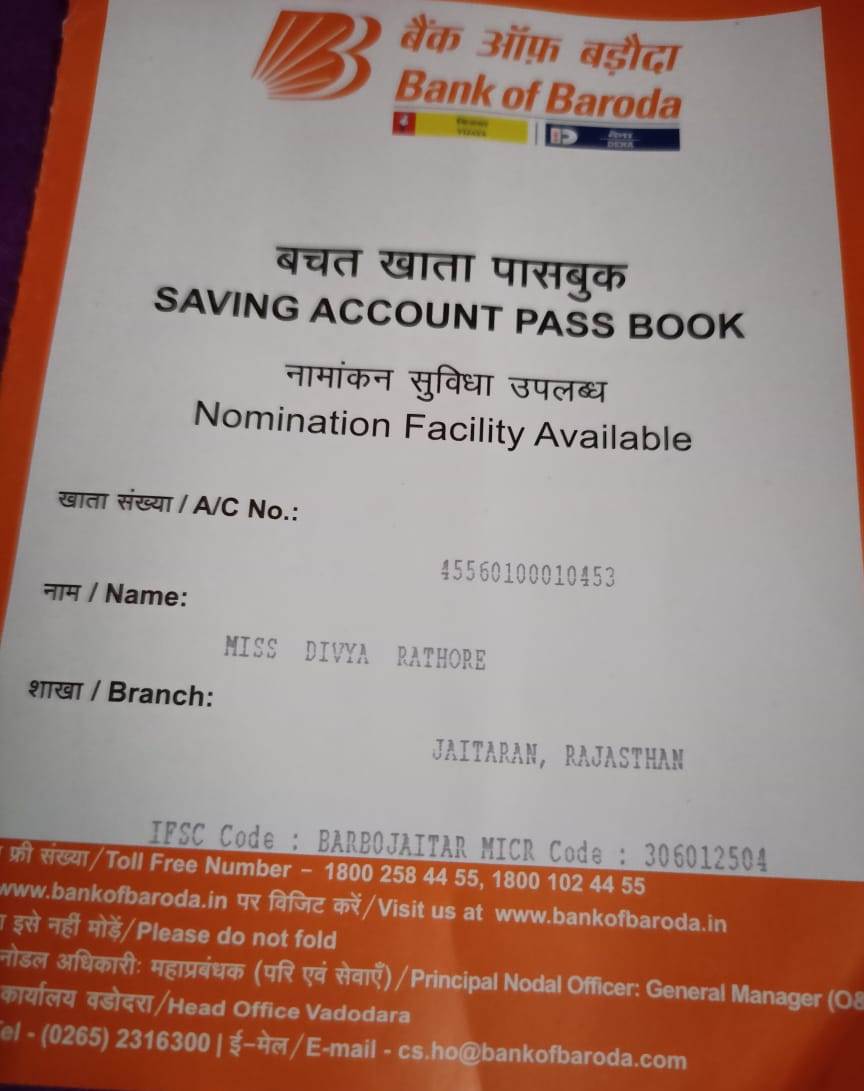 बैंक ऑफ़ बड़ौदा
Bank of Baroda
विजया
VIJAYA
देना
DENA
बचत खाता पासबुक
SAVING ACCOUNT PASS BOOK
नामांकन सुविधा उपलब्ध
Nomination Facility Available
खाता संख्या / A/C No.:
45560100010453
नाम / Name:
MISS DIVYA RATHORE
शाखा / Branch:
JAITARAN, RAJASTHAN
IFSC Code : BARB0JAITAR MICR Code : 306012504
फ्री संख्या/Toll Free Number - 1800 258 44 55, 1800 102 44 55
www.bankofbaroda.in पर विजिट करें/Visit us at www.bankofbaroda.in
इसे नहीं मोड़ें/Please do not fold
नोडल अधिकारी: महाप्रबंधक (परि एवं सेवाएँ)/Principal Nodal Officer: General Manager (O&
कार्यालय वडोदरा/Head Office Vadodara
el - (0265) 2316300 | ई-मेल/E-mail - cs.ho@bankofbaroda.com